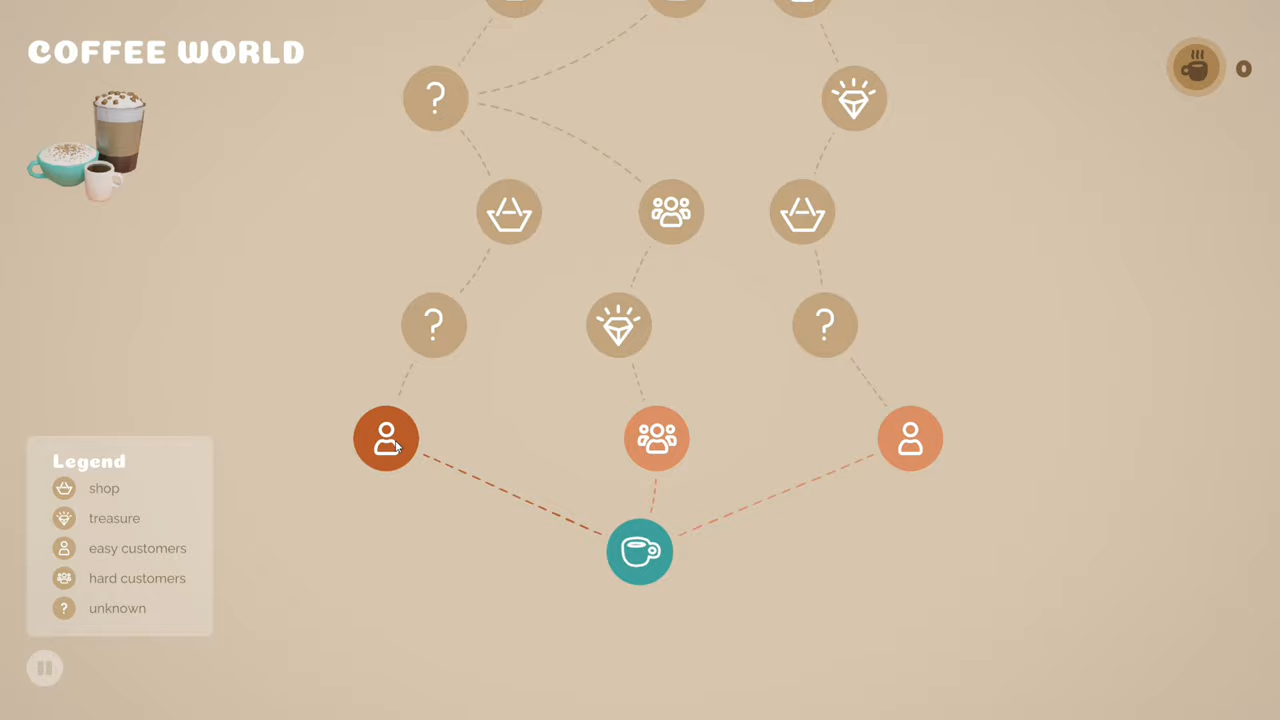 COFFEE WORLD
0
?
?
?
Legend
shop
treasure
easy customers
hard customers
? unknown